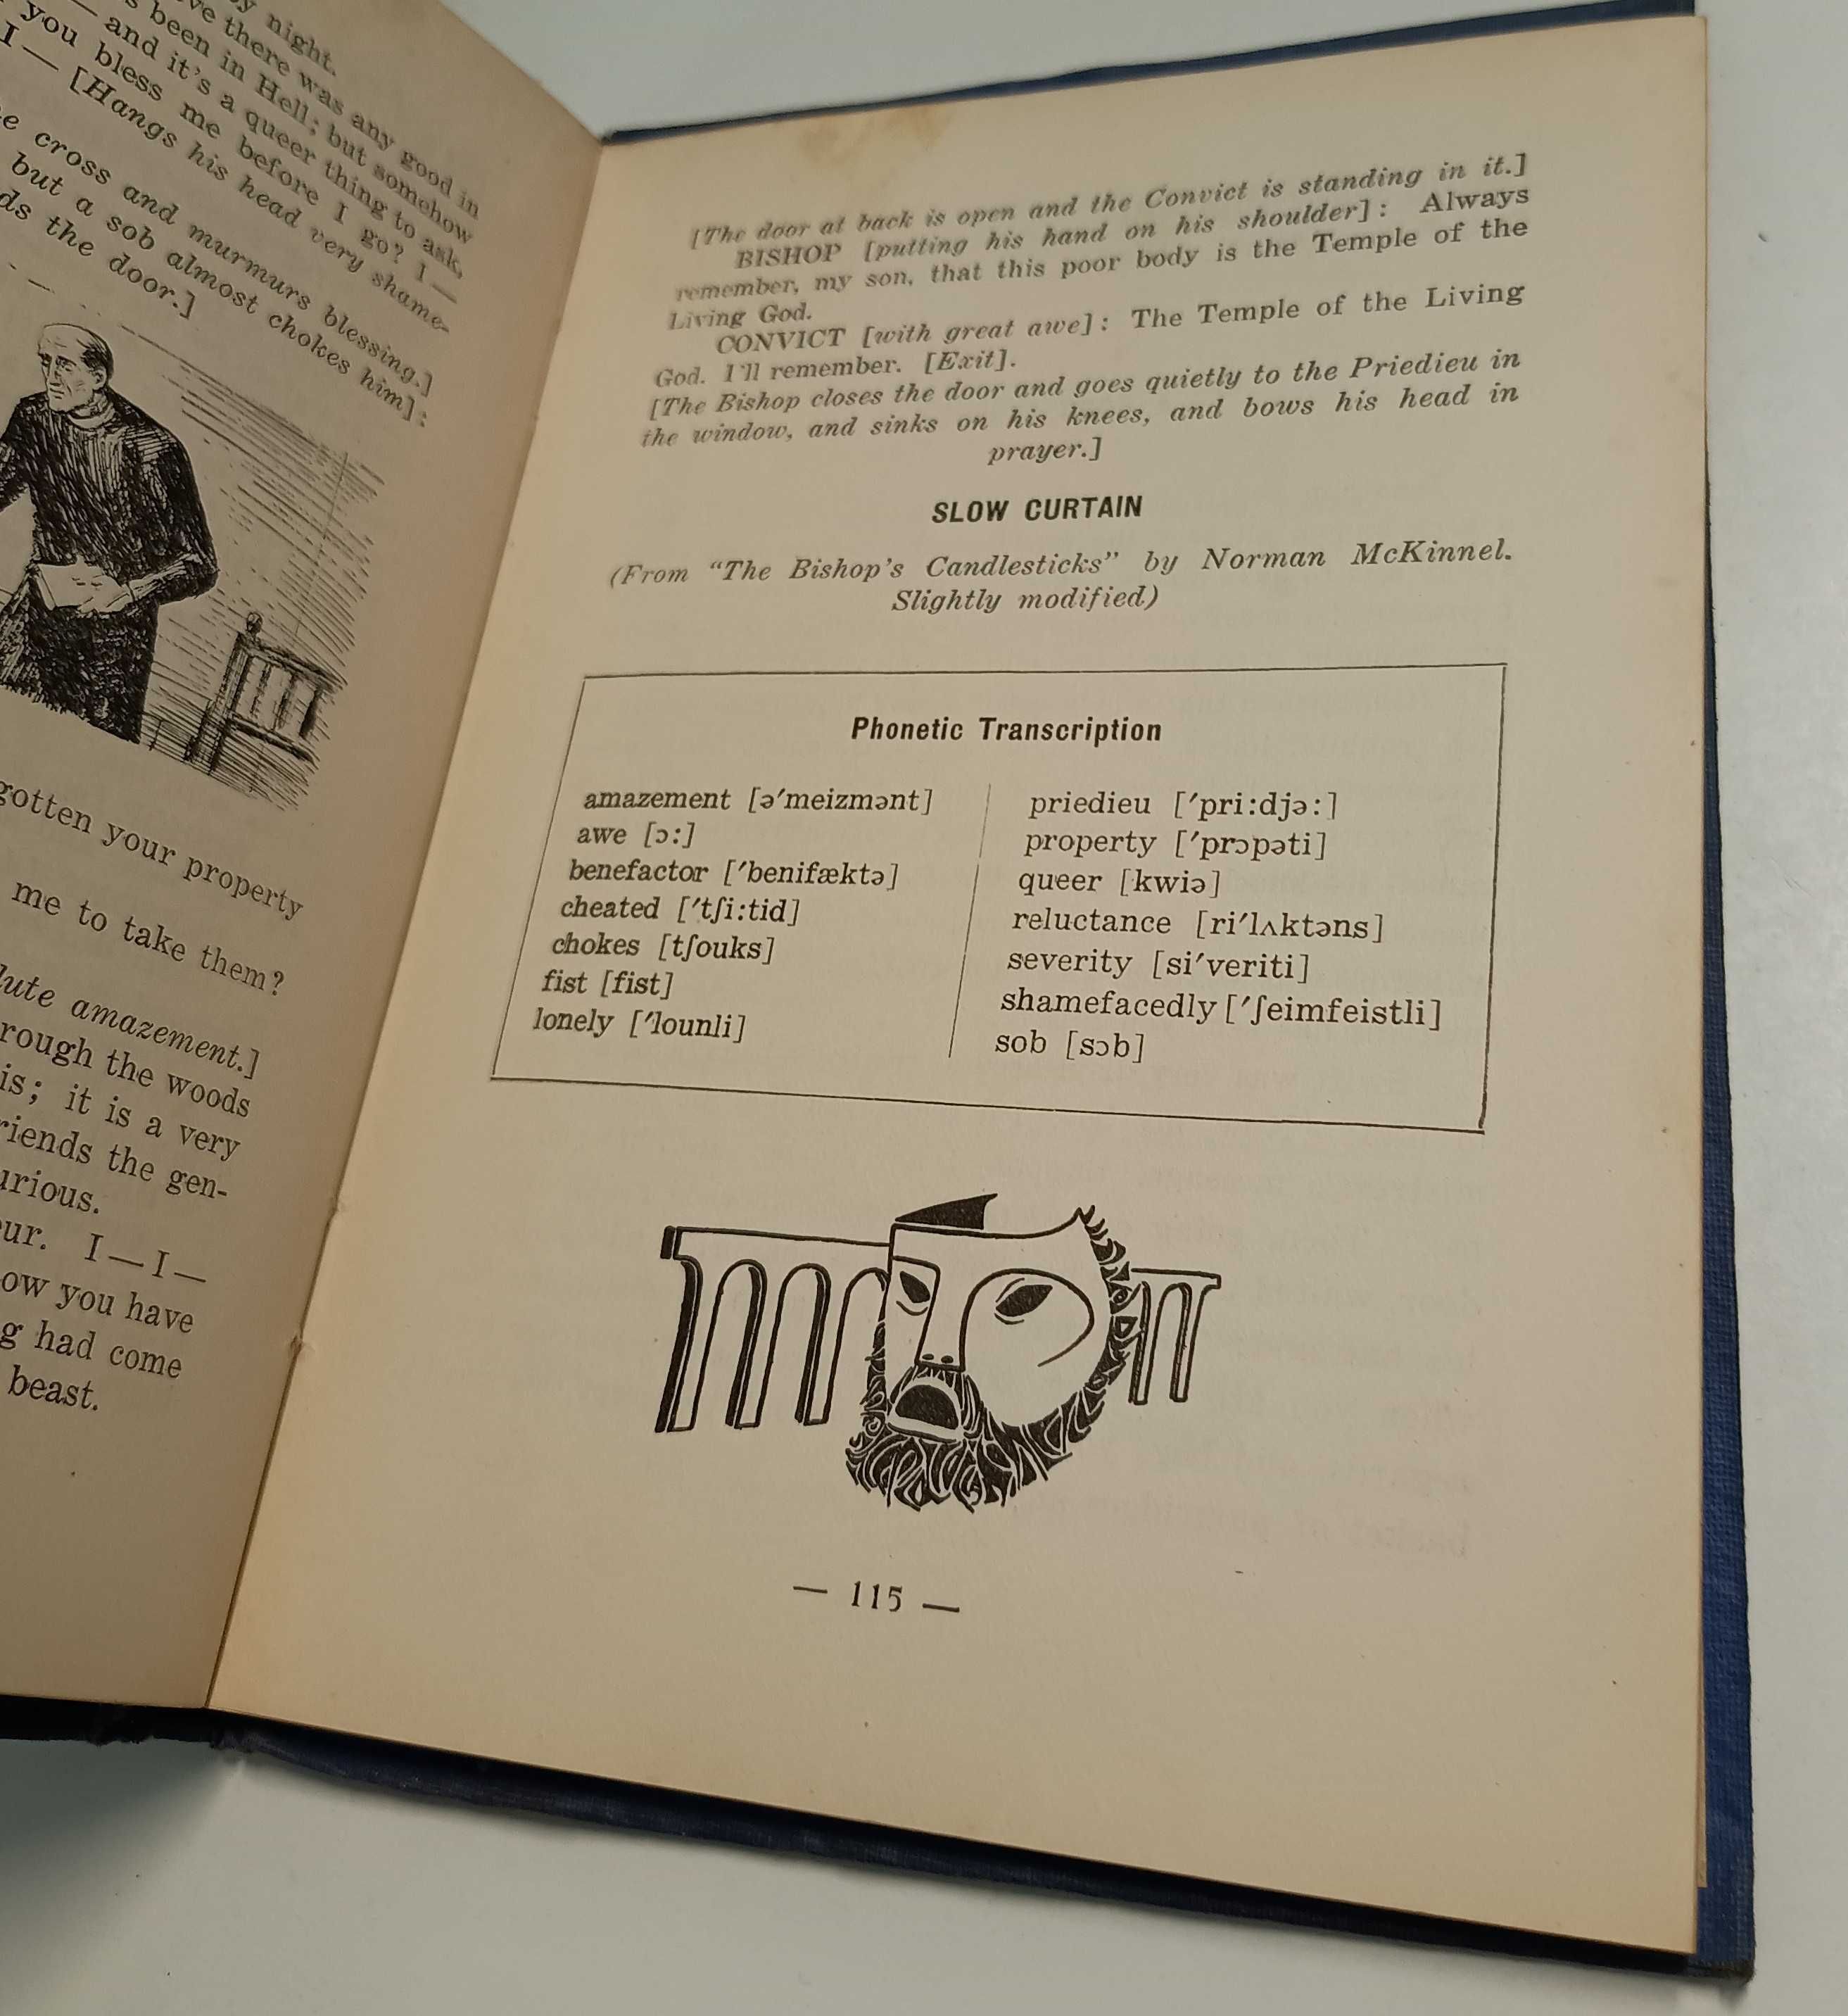 y night.
ve there was any good in
s been in Hell; but somehow
— and it's a queer thing to ask,
you bless me before I go? I —
I — [Hangs his head very shame-
e cross and murmurs blessing.]
but a sob almost chokes him]:
ds the door.]
gotten your property
me to take them?
lute amazement.]
rough the woods
is; it is a very
riends the gen-
urious.
ur. I — I —
ow you have
g had come
beast.
[The door at back is open and the Convict is standing in it.]
BISHOP [putting his hand on his shoulder]: Always
remember, my son, that this poor body is the Temple of the
Living God.
CONVICT [with great awe]: The Temple of the Living
God. I'll remember. [Exit].
[The Bishop closes the door and goes quietly to the Priedieu in
the window, and sinks on his knees, and bows his head in
prayer.]
SLOW CURTAIN
(From “The Bishop's Candlesticks” by Norman McKinnel.
Slightly modified)
Phonetic Transcription
amazement [ə'meizmənt]
awe [ɔ:]
benefactor ['benifæktə]
cheated ['tʃi:tid]
chokes [tʃouks]
fist [fist]
lonely ['lounli]
priedieu ['pri:djə:]
property ['prɔpəti]
queer [kwiə]
reluctance [ri'lʌktəns]
severity [si'veriti]
shamefacedly ['ʃeimfeistli]
sob [sɔb]
— 115 —